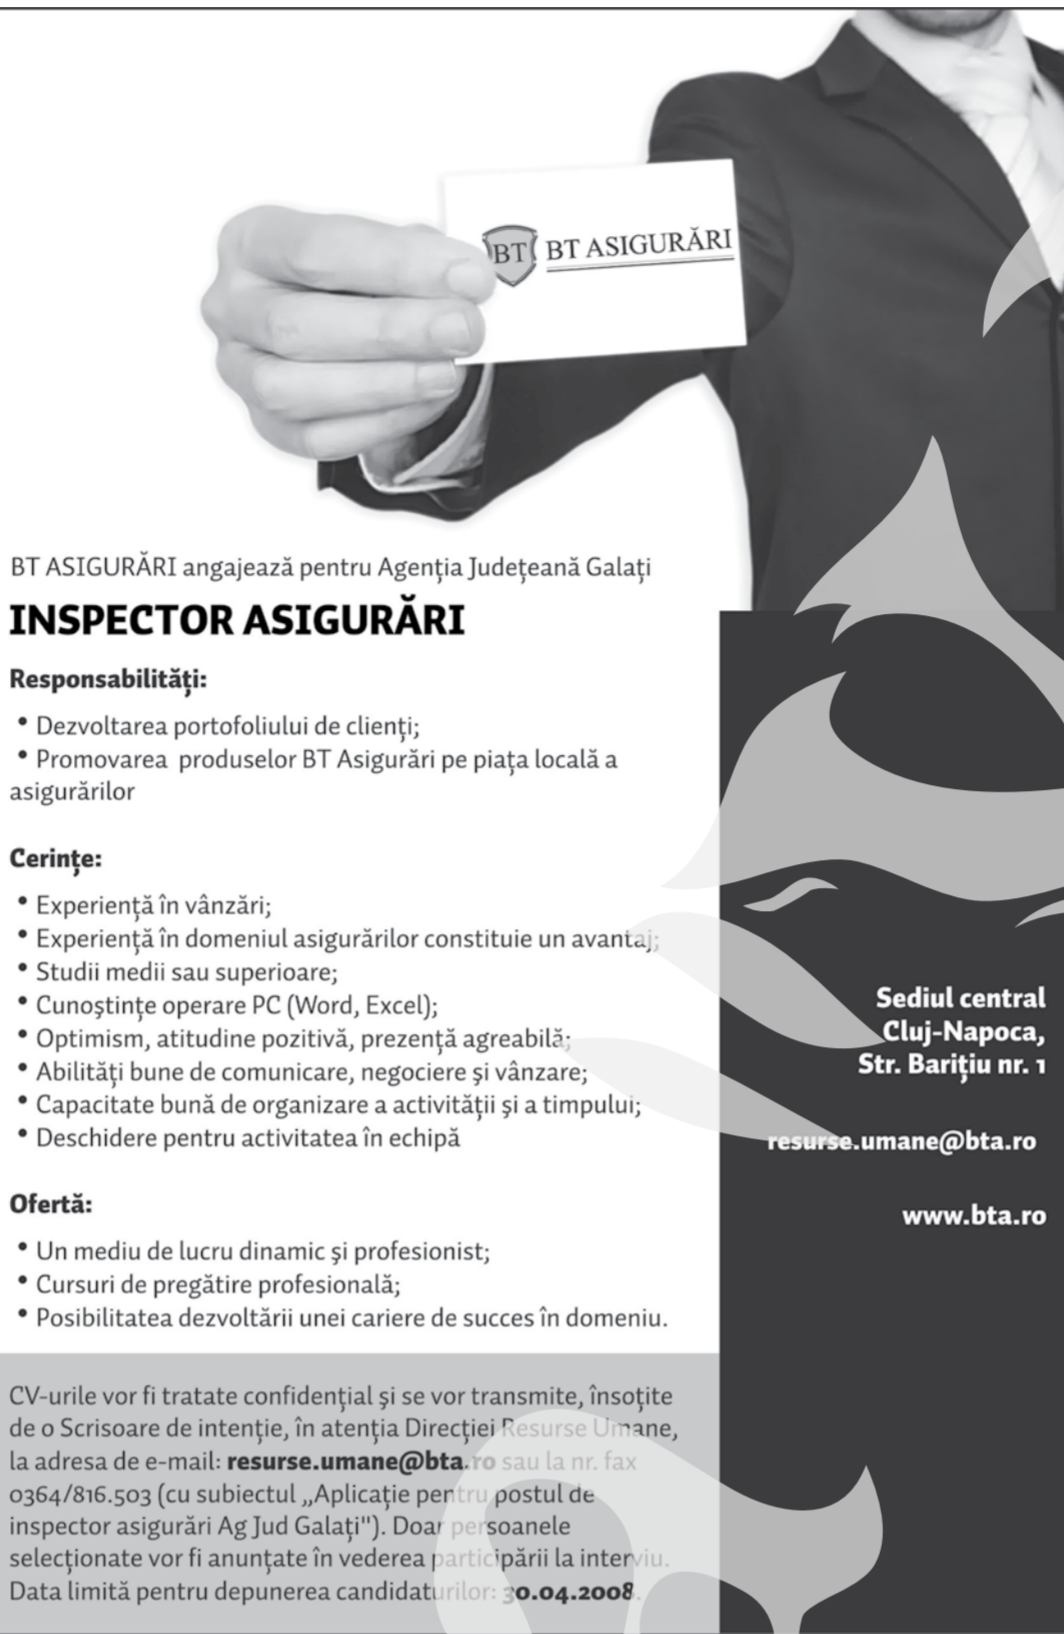 BT BT ASIGURĂRI
BT ASIGURĂRI angajează pentru Agenția Județeană Galați
INSPECTOR ASIGURĂRI
Responsabilități:
• Dezvoltarea portofoliului de clienți;
• Promovarea produselor BT Asigurări pe piața locală a
asigurărilor
Cerințe:
• Experiență în vânzări;
• Experiență în domeniul asigurărilor constituie un avantaj;
• Studii medii sau superioare;
• Cunoștințe operare PC (Word, Excel);
• Optimism, atitudine pozitivă, prezență agreabilă;
• Abilități bune de comunicare, negociere și vânzare;
• Capacitate bună de organizare a activității și a timpului;
• Deschidere pentru activitatea în echipă
Ofertă:
• Un mediu de lucru dinamic și profesionist;
• Cursuri de pregătire profesională;
• Posibilitatea dezvoltării unei cariere de succes în domeniu.
CV-urile vor fi tratate confidențial și se vor transmite, însoțite
de o Scrisoare de intenție, în atenția Direcției Resurse Umane,
la adresa de e-mail: resurse.umane@bta.ro sau la nr. fax
0364/816.503 (cu subiectul „Aplicație pentru postul de
inspector asigurări Ag Jud Galați"). Doar persoanele
selecționate vor fi anunțate în vederea participării la interviu.
Data limită pentru depunerea candidaturilor: 30.04.2008.
Sediul central
Cluj-Napoca,
Str. Barițiu nr. 1
resurse.umane@bta.ro
www.bta.ro